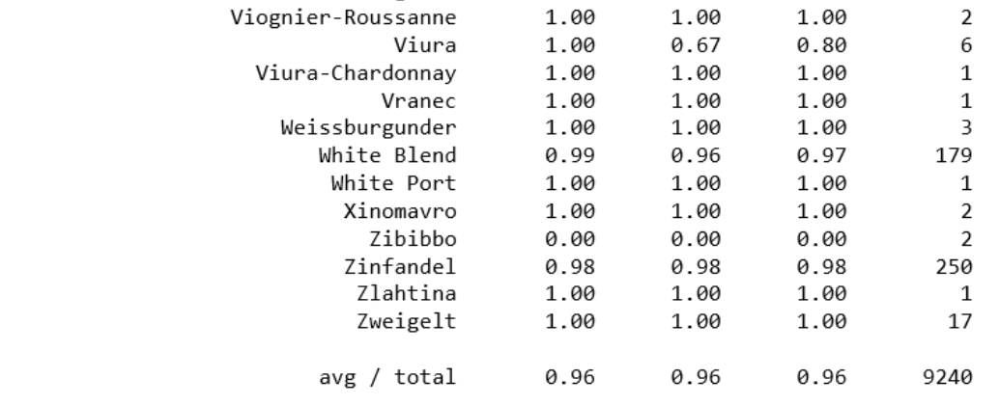 Viognier-Roussanne 1.00 1.00 1.00 2
Viura 1.00 0.67 0.80 6
Viura-Chardonnay 1.00 1.00 1.00 1
Vranec 1.00 1.00 1.00 1
Weissburgunder 1.00 1.00 1.00 3
White Blend 0.99 0.96 0.97 179
White Port 1.00 1.00 1.00 1
Xinomavro 1.00 1.00 1.00 2
Zibibbo 0.00 0.00 0.00 2
Zinfandel 0.98 0.98 0.98 250
Zlahtina 1.00 1.00 1.00 1
Zweigelt 1.00 1.00 1.00 17
avg / total 0.96 0.96 0.96 9240